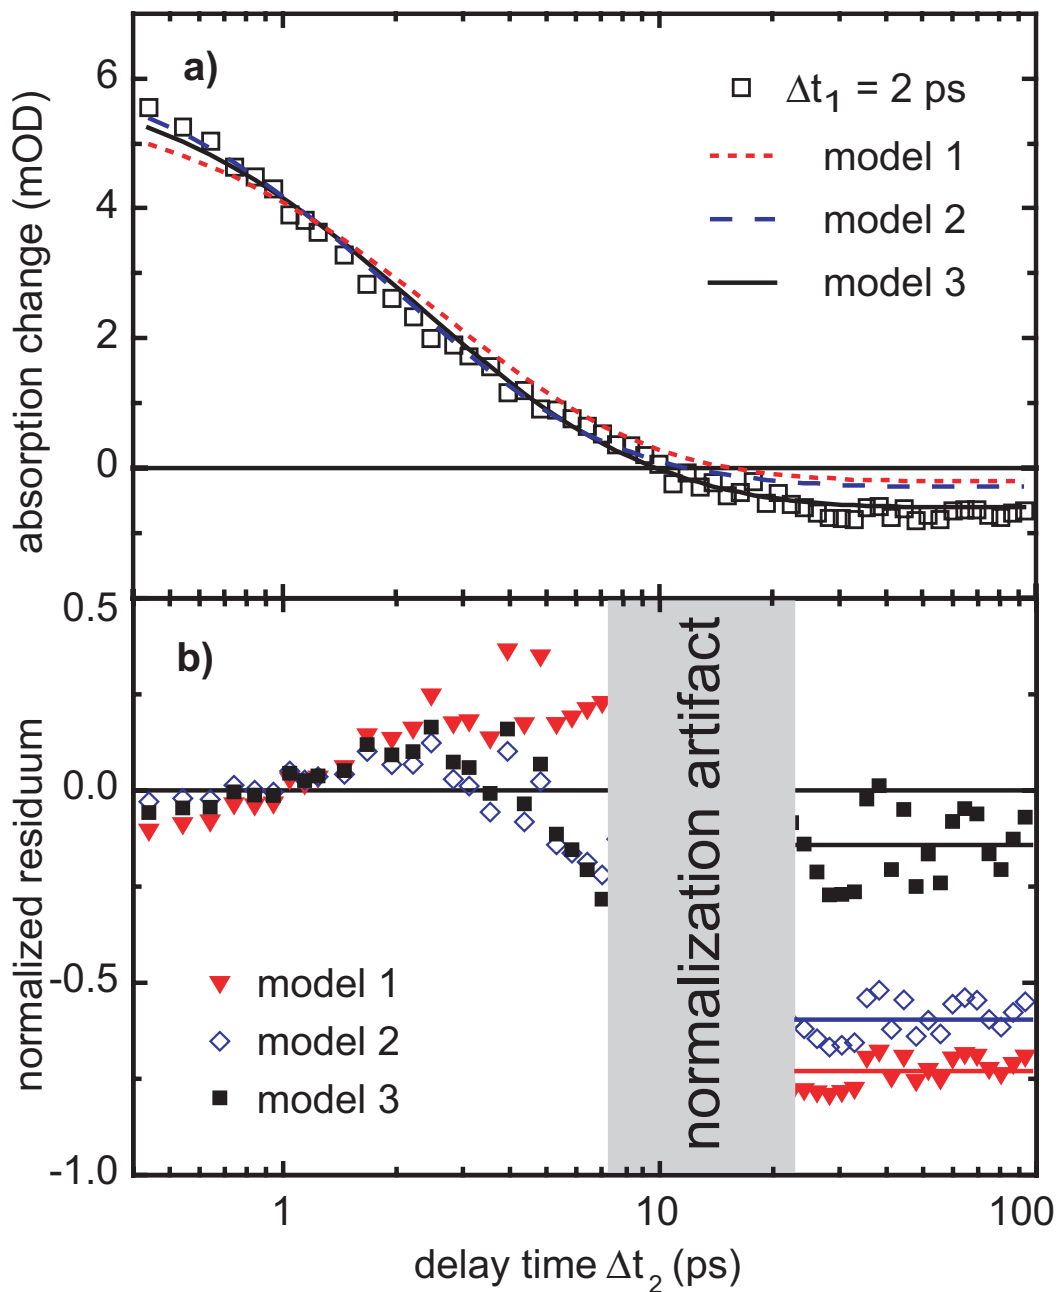 a)
Δt1 = 2 ps
model 1
model 2
model 3
absorption change (mOD)
6
4
2
0
b)
normalization artifact
model 1
model 2
model 3
normalized residuum
0.5
0.0
-0.5
-1.0
1
10
100
delay time Δt2 (ps)